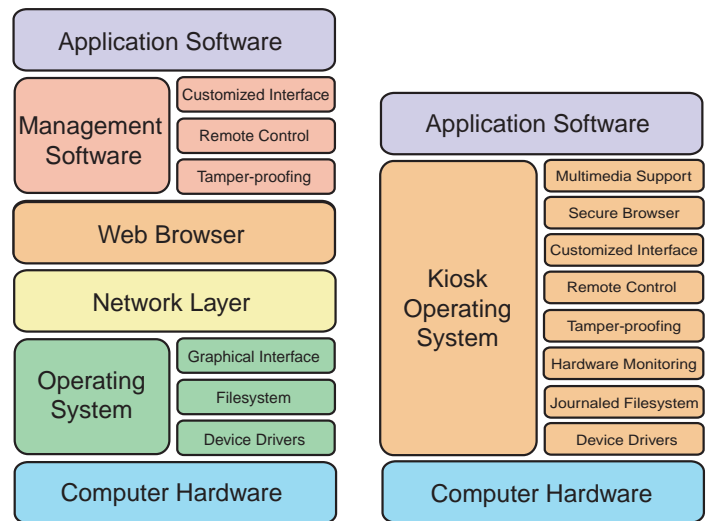 Application Software
Management
Software
Customized Interface
Remote Control
Tamper-proofing
Web Browser
Network Layer
Operating
System
Graphical Interface
Filesystem
Device Drivers
Computer Hardware
Application Software
Kiosk
Operating
System
Multimedia Support
Secure Browser
Customized Interface
Remote Control
Tamper-proofing
Hardware Monitoring
Journaled Filesystem
Device Drivers
Computer Hardware